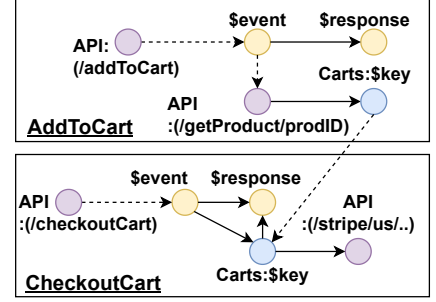 $event
$response
API:
(/addToCart)
Carts:$key
API
:(/getProduct/prodID)
AddToCart
$event
$response
API
:(/checkoutCart)
API
:(/stripe/us/..)
Carts:$key
CheckoutCart